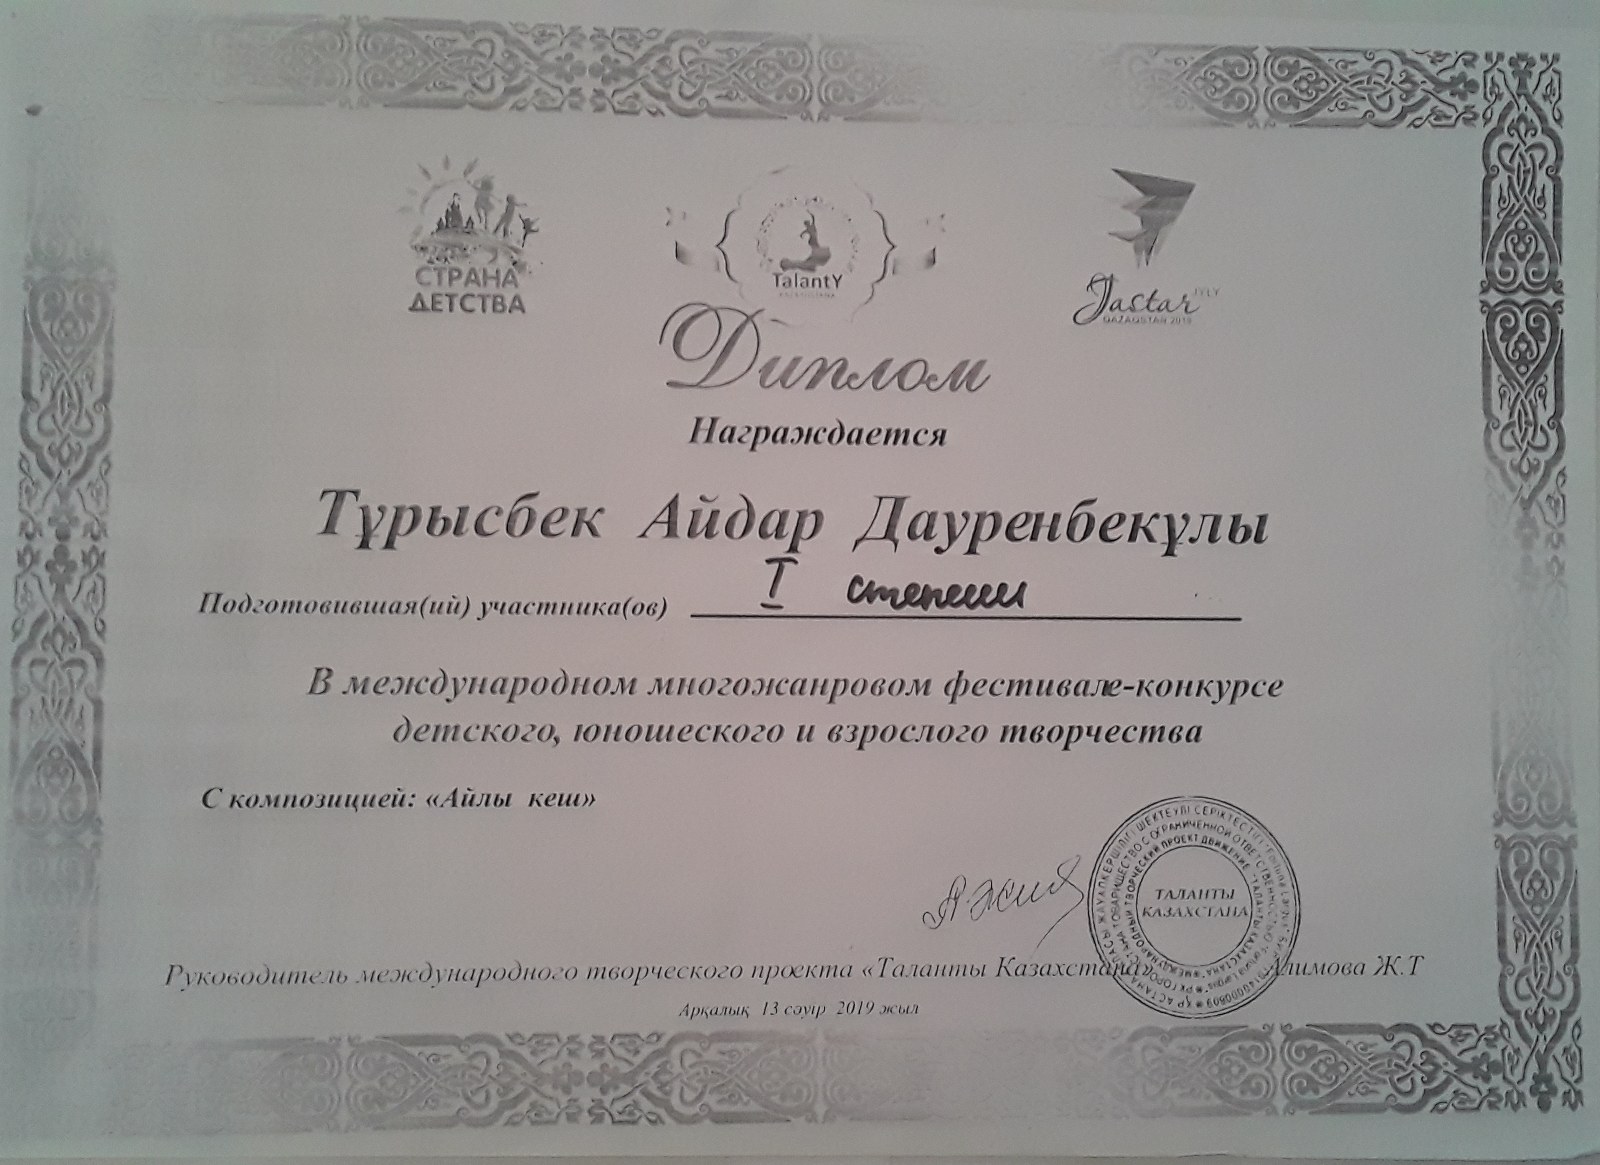 СТРАНА
ДЕТСТВА
TalantY
Jastar JYLY
QAZAQSTAN 2019
Диплом
Награждается
Тұрысбек Айдар Дауренбекұлы
Подготовившая(ий) участника(ов) I степени
В международном многожанровом фестивале-конкурсе
детского, юношеского и взрослого творчества
С композицией: «Айлы кеш»
ТАЛАНТЫ
КАЗАХСТАНА
Руководитель международного творческого проекта «Таланты Казахстана» Алимова Ж.Т
Арқалық 13 сәуір 2019 жыл